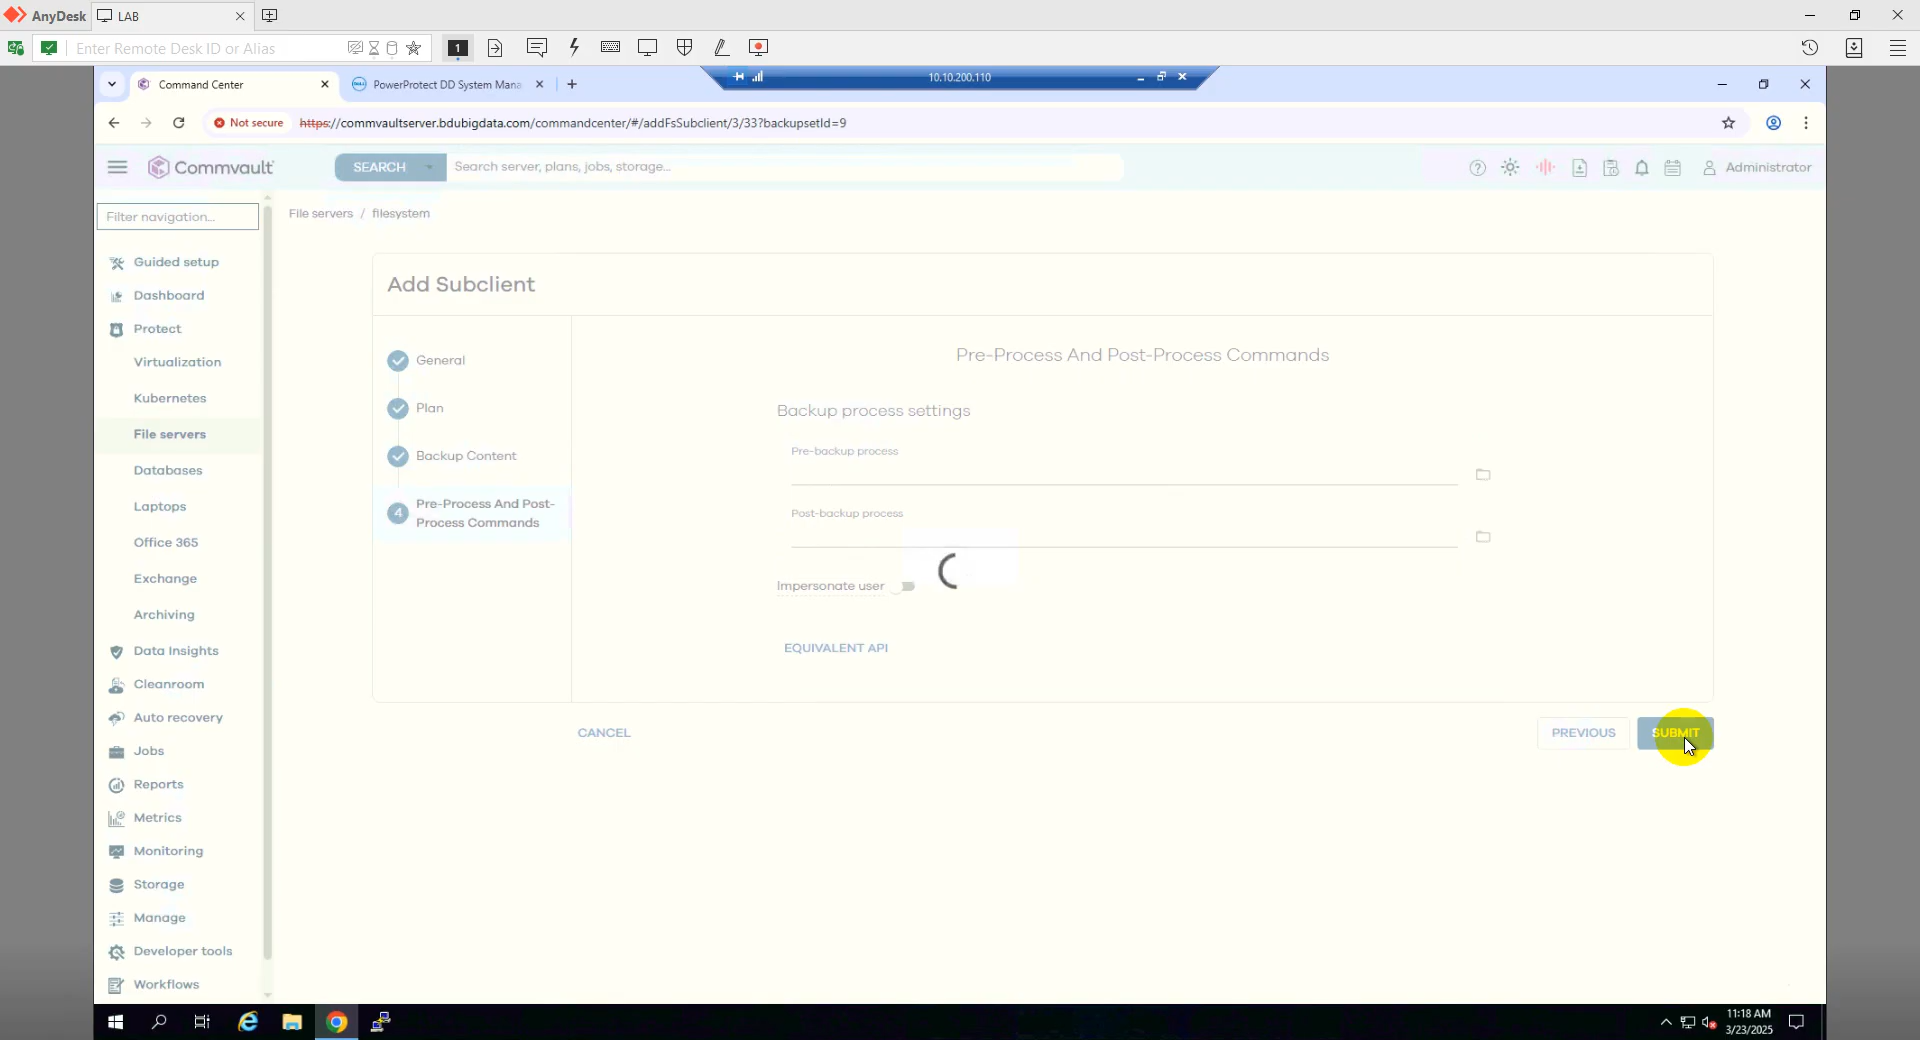 AnyDesk
LAB
Enter Remote Desk ID or Alias
1
Command Center
PowerProtect DD System Mana
10.10.200.110
Not secure
https://commvaultserver.bdubigdata.com/commandcenter/#/addFsSubclient/3/33?backupsetId=9
Commvault
SEARCH
Search server, plans, jobs, storage...
Administrator
Filter navigation...
File servers / filesystem
Guided setup
Dashboard
Protect
Virtualization
Kubernetes
File servers
Databases
Laptops
Office 365
Exchange
Archiving
Data Insights
Cleanroom
Auto recovery
Jobs
Reports
Metrics
Monitoring
Storage
Manage
Developer tools
Workflows
Add Subclient
General
Plan
Backup Content
4
Pre-Process And Post-
Process Commands
Pre-Process And Post-Process Commands
Backup process settings
Pre-backup process
Post-backup process
Impersonate user
EQUIVALENT API
CANCEL
PREVIOUS
SUBMIT
11:18 AM
3/23/2025